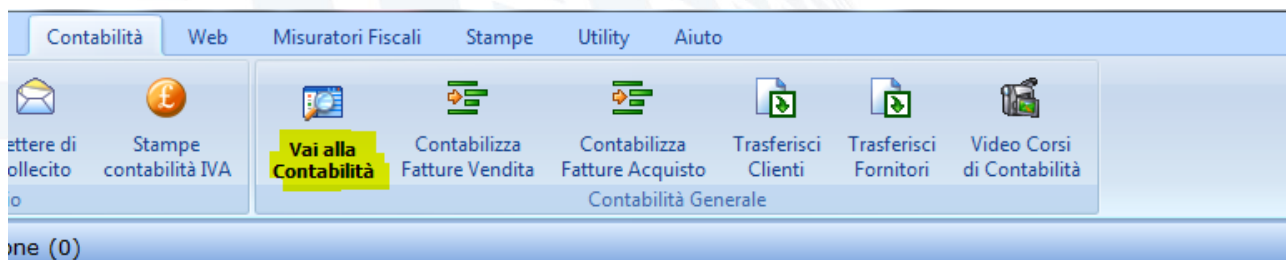 Contabilità Web Misuratori Fiscali Stampe Utility Aiuto
ettere di Stampe Vai alla Contabilizza Contabilizza Trasferisci Trasferisci Video Corsi
ollecito contabilità IVA Contabilità Fatture Vendita Fatture Acquisto Clienti Fornitori di Contabilità
o Contabilità Generale
one (0)